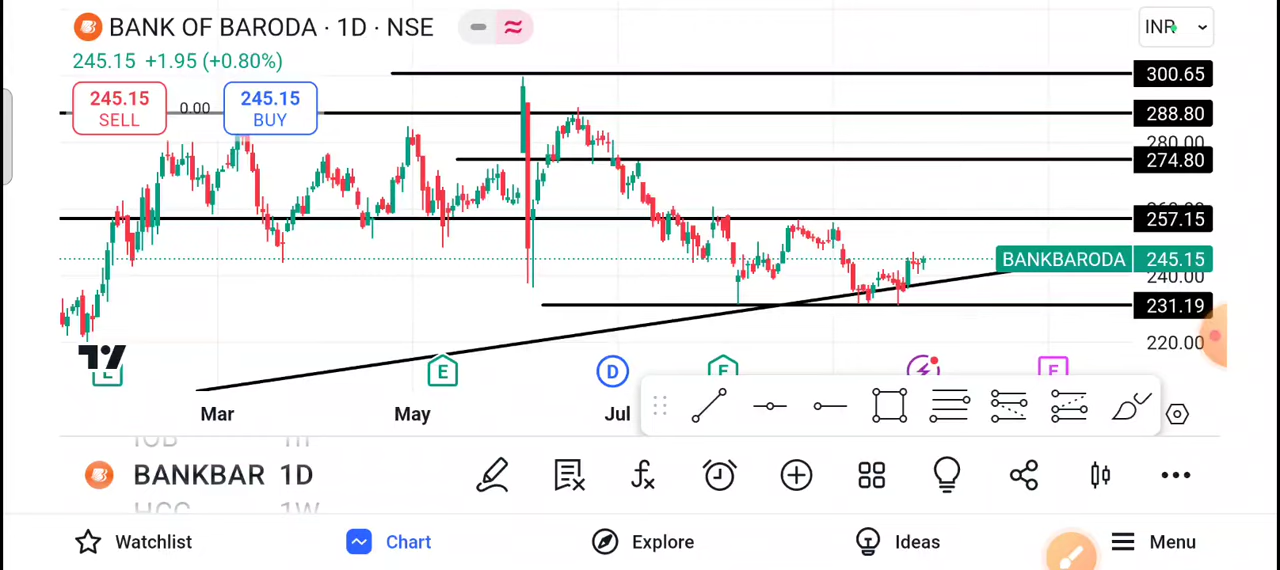 BANK OF BARODA · 1D · NSE
INR
245.15 +1.95 (+0.80%)
245.15
SELL
0.00
245.15
BUY
300.65
288.80
280.00
274.80
257.15
BANKBARODA 245.15
240.00
231.19
220.00
E D E E
Mar May Jul
BANKBAR 1D
Watchlist Chart Explore Ideas Menu